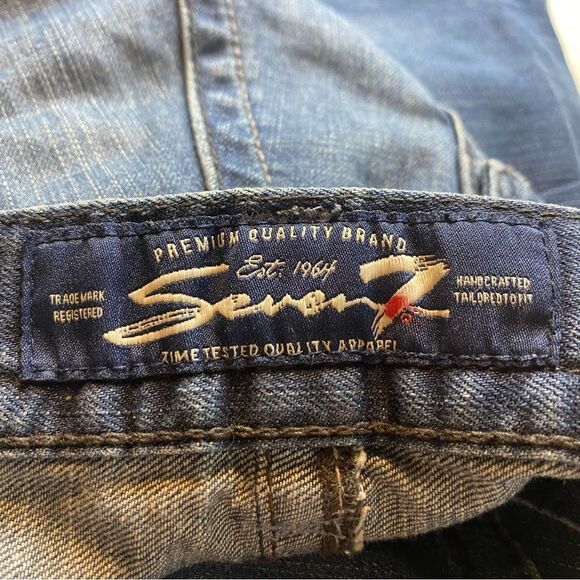 PREMIUM QUALITY BRAND
Est. 1964
TRADEMARK
REGISTERED
Seven7
HANDCRAFTED
TAILORED TO FIT
TIME TESTED QUALITY APPAREL